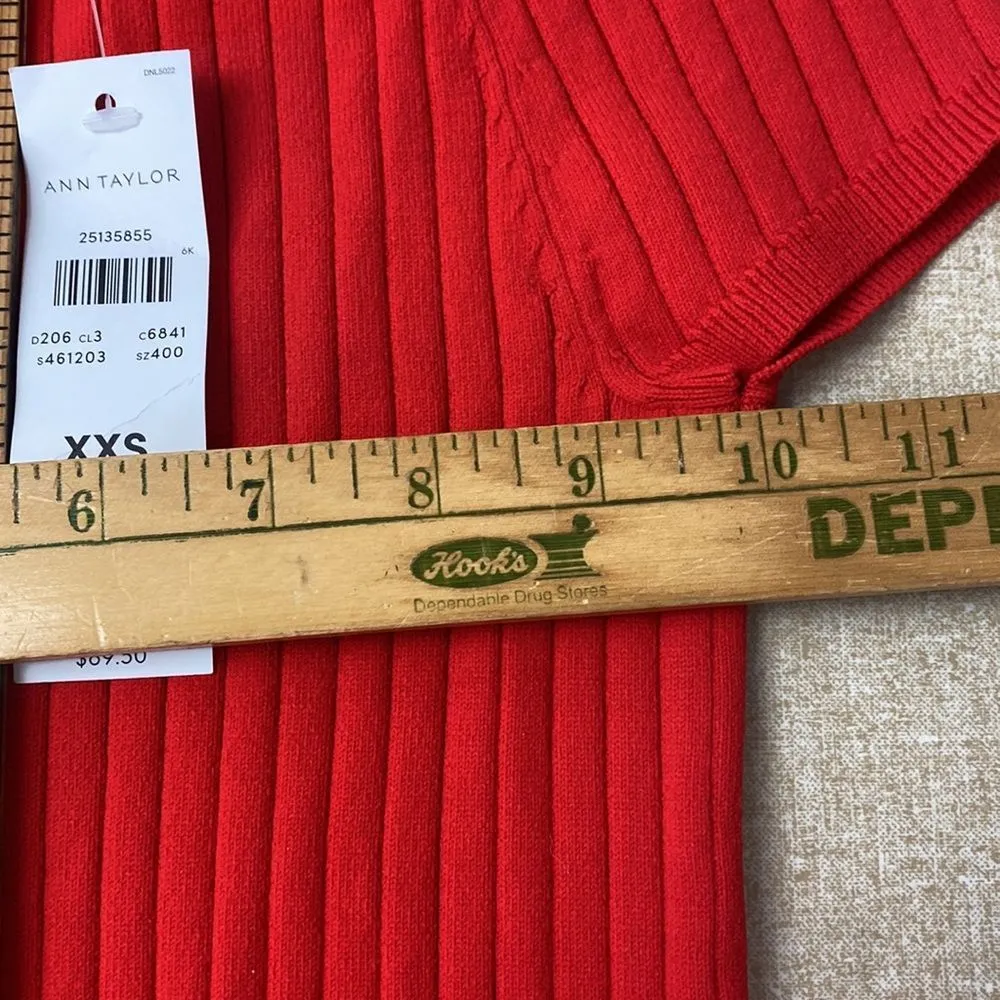 DNL5022
ANN TAYLOR
25135855
6K
D206 CL3 C6841
S461203 SZ400
XXS
6 7 8 9 10 11
Hook's
Dependable Drug Stores
$69.50